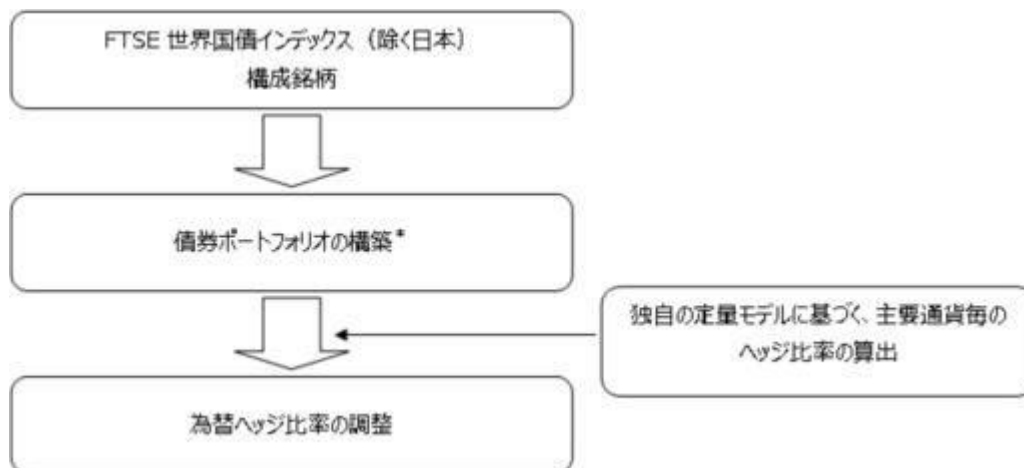 FTSE 世界国債インデックス（除く日本）
構成銘柄
債券ポートフォリオの構築*
独自の定量モデルに基づく、主要通貨毎の
ヘッジ比率の算出
為替ヘッジ比率の調整